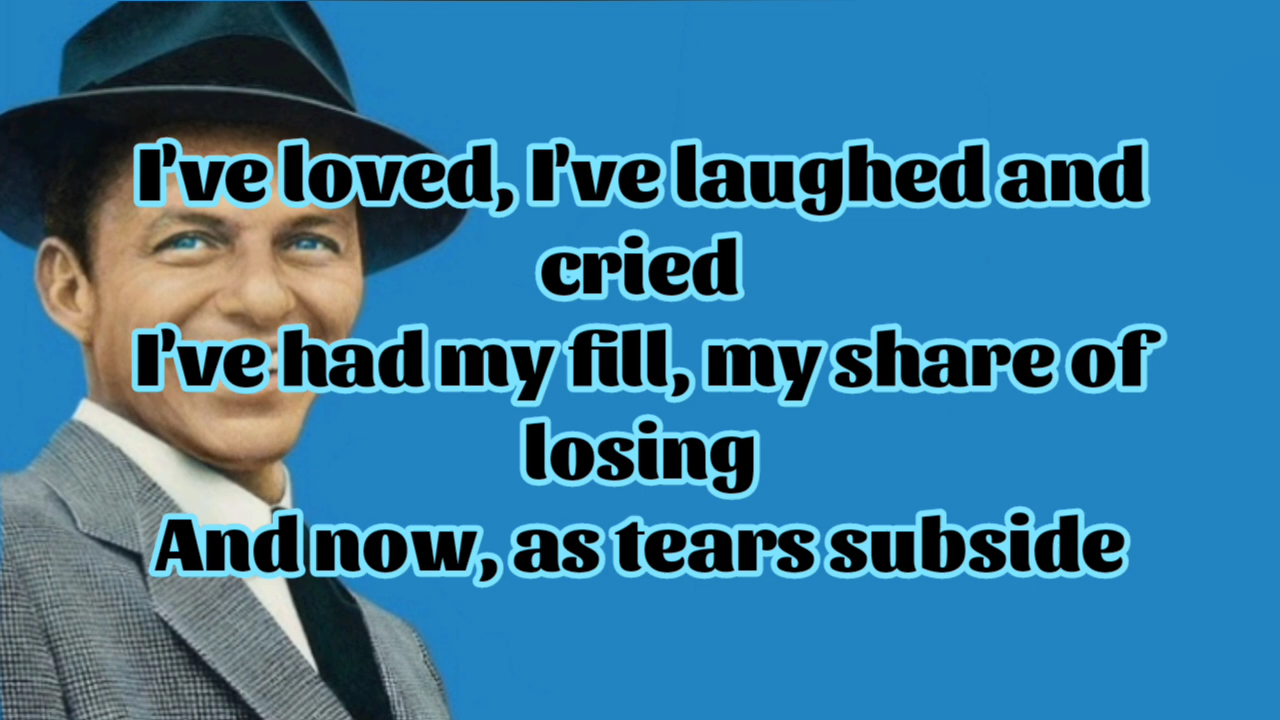 I've loved, I've laughed and
cried
I've had my fill, my share of
losing
And now, as tears subside